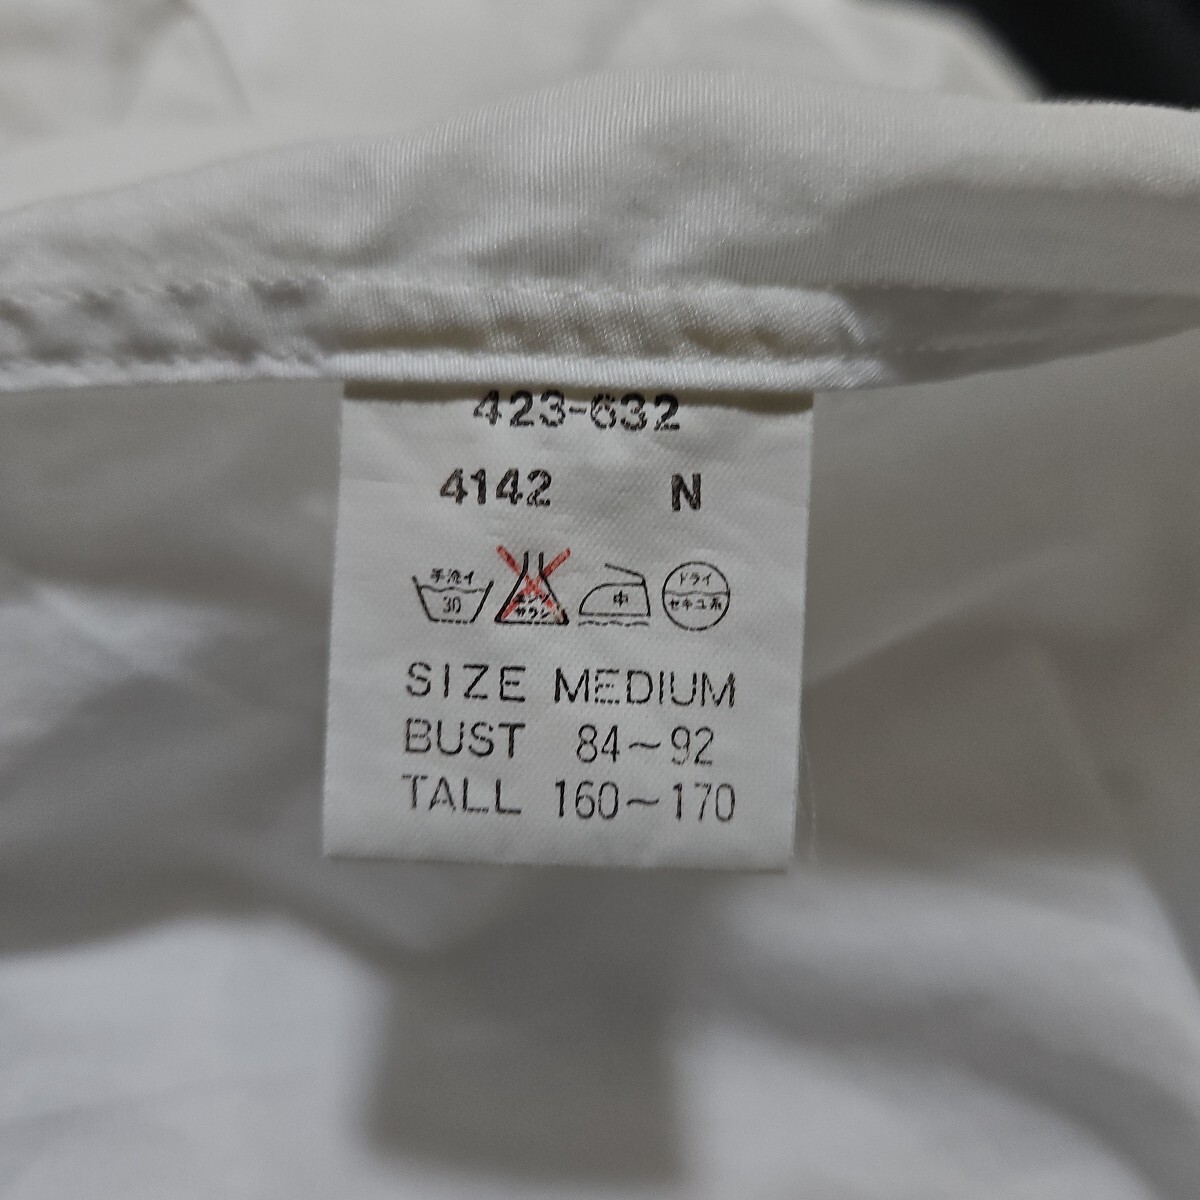 423-632
4142 N
手洗イ 30 エンソ サラシ 中 ドライ セキユ系
SIZE MEDIUM
BUST 84～92
TALL 160～170